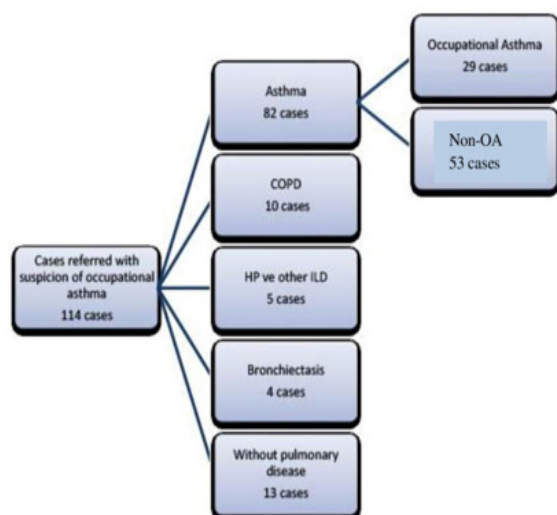 Occupational Asthma
29 cases
Asthma
82 cases
Non-OA
53 cases
COPD
10 cases
Cases referred with
suspicion of occupational
asthma
114 cases
HP ve other ILD
5 cases
Bronchiectasis
4 cases
Without pulmonary
disease
13 cases